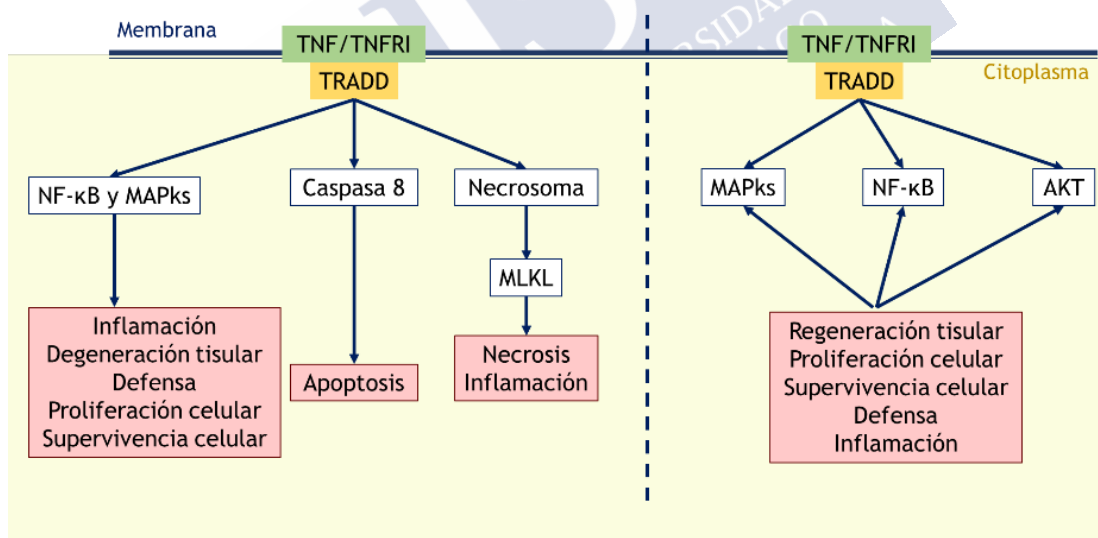 Membrana
TNF/TNFRI
TRADD
NF-κB y MAPks
Caspasa 8
Necrosoma
MLKL
Inflamación
Degeneración tisular
Defensa
Proliferación celular
Supervivencia celular
Apoptosis
Necrosis
Inflamación
TNF/TNFRI
TRADD
Citoplasma
MAPks
NF-κB
AKT
Regeneración tisular
Proliferación celular
Supervivencia celular
Defensa
Inflamación